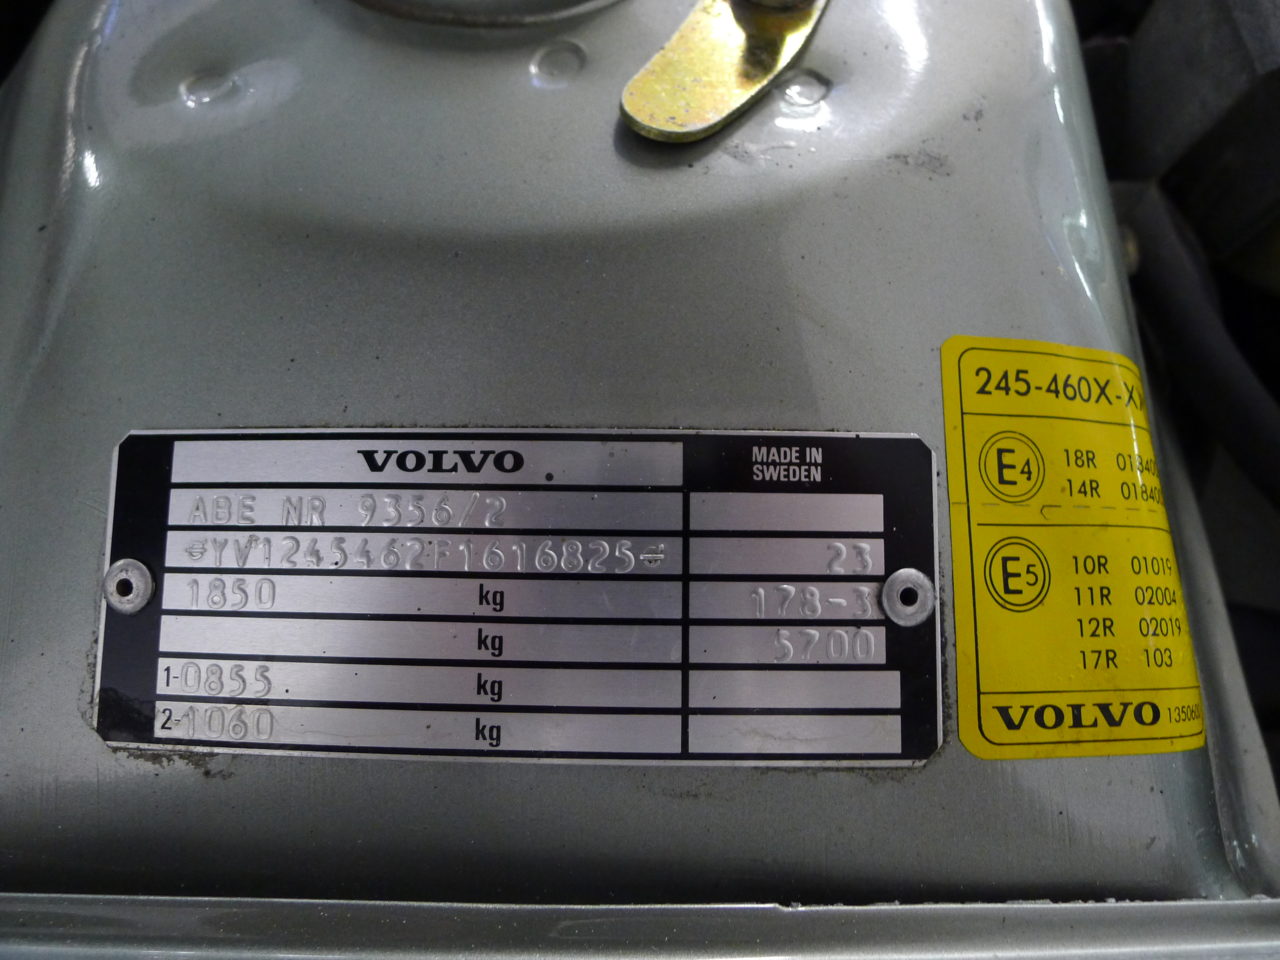 VOLVO
MADE IN
SWEDEN
ABE NR 9356/2
YV1245462F1616825 23
1850 kg 178-3
kg 5700
1-0855 kg
2-1060 kg
245-460X-XX
E4
18R
14R
E5
10R 01019
11R 02004
12R 02019
17R 103
VOLVO